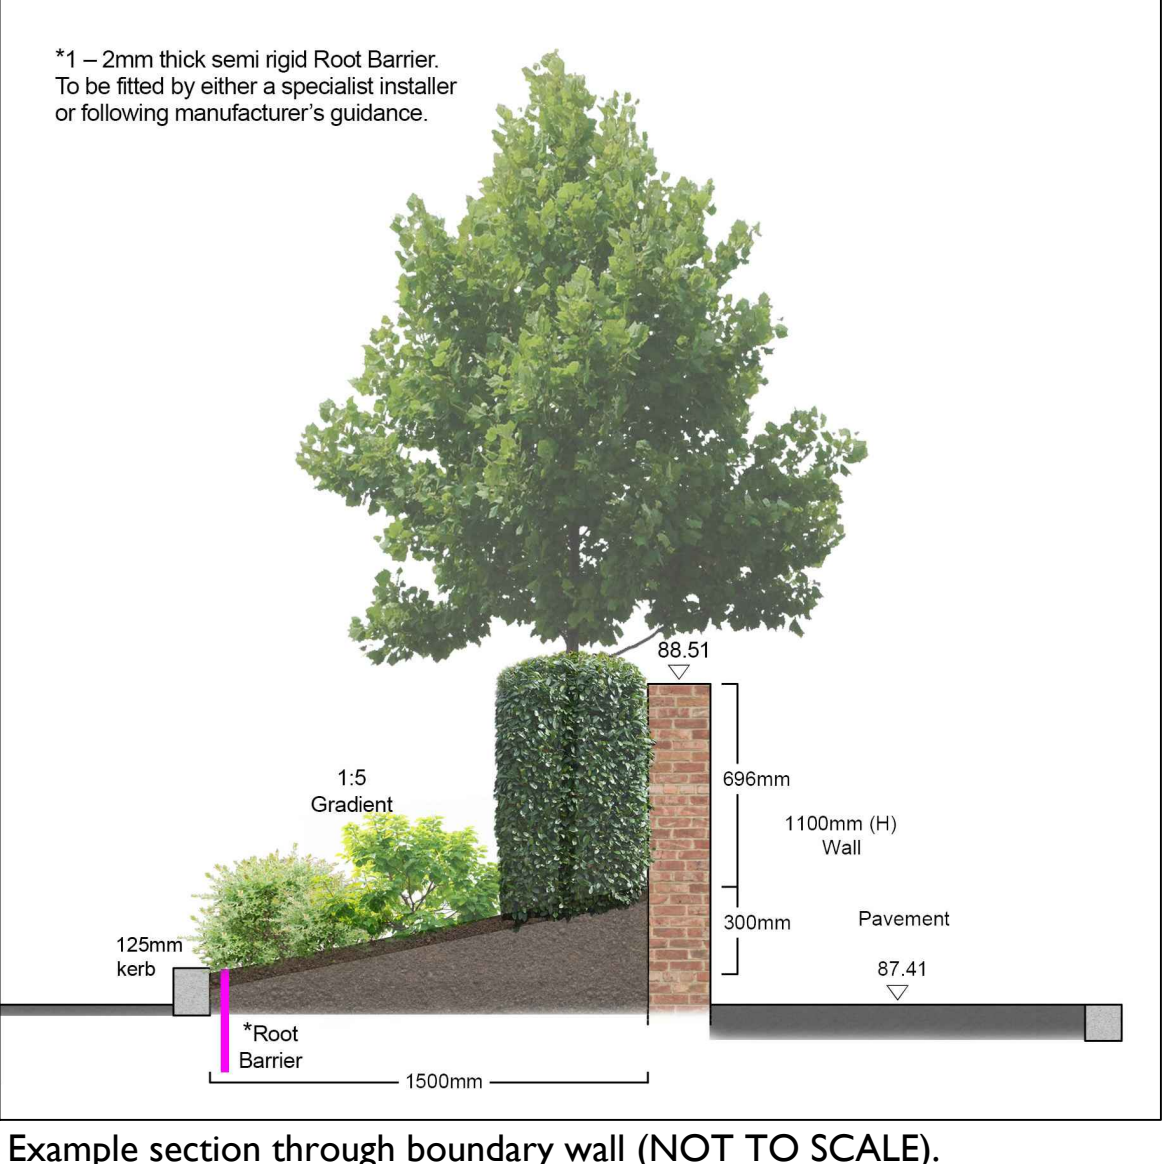 *1 – 2mm thick semi rigid Root Barrier.
To be fitted by either a specialist installer
or following manufacturer's guidance.
88.51
696mm
1:5
Gradient
1100mm (H)
Wall
300mm
Pavement
125mm
kerb
87.41
*Root
Barrier
1500mm
Example section through boundary wall (NOT TO SCALE).